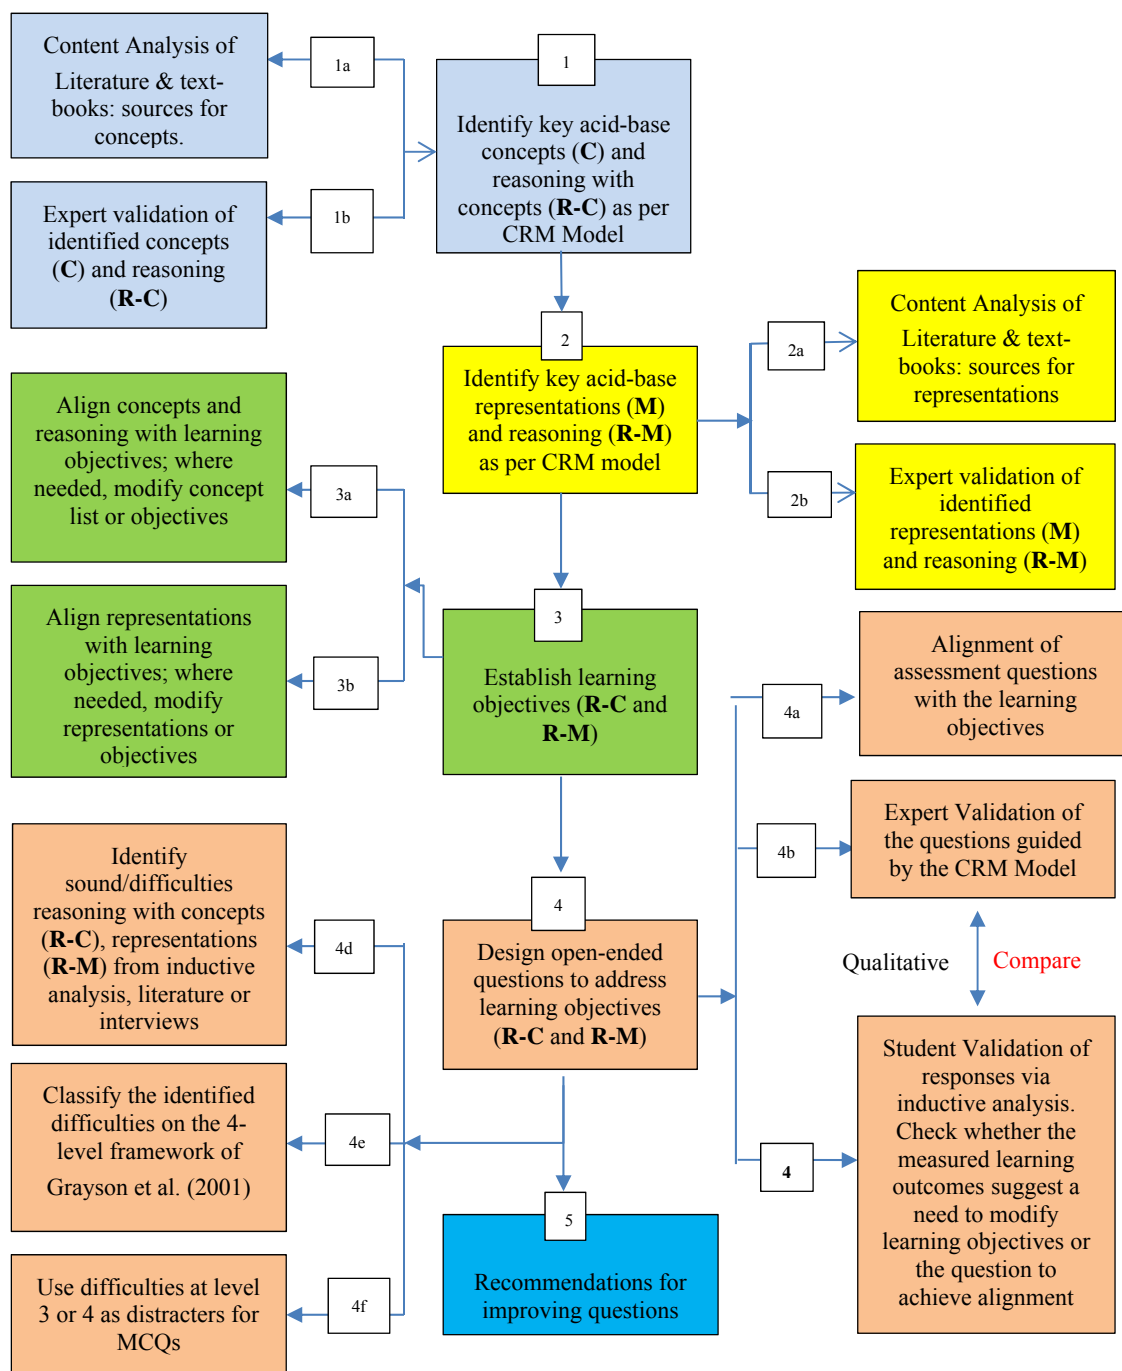 Content Analysis of
Literature & text-
books: sources for
concepts.
1a
1
Identify key acid-base
concepts (C) and
reasoning with
concepts (R-C) as per
CRM Model
Expert validation of
identified concepts
(C) and reasoning
(R-C)
1b
2
Identify key acid-base
representations (M)
and reasoning (R-M)
as per CRM model
2a
Content Analysis of
Literature & text-
books: sources for
representations
2b
Expert validation of
identified
representations (M)
and reasoning (R-M)
Align concepts and
reasoning with learning
objectives; where
needed, modify concept
list or objectives
3a
Align representations
with learning
objectives; where
needed, modify
representations or
objectives
3b
3
Establish learning
objectives (R-C and
R-M)
4a
Alignment of
assessment questions
with the learning
objectives
4b
Expert Validation of
the questions guided
by the CRM Model
Qualitative
Compare
4
Design open-ended
questions to address
learning objectives
(R-C and R-M)
Identify
sound/difficulties
reasoning with concepts
(R-C), representations
(R-M) from inductive
analysis, literature or
interviews
4d
Classify the identified
difficulties on the 4-
level framework of
Grayson et al. (2001)
4e
Use difficulties at level
3 or 4 as distracters for
MCQs
4f
4
Student Validation of
responses via
inductive analysis.
Check whether the
measured learning
outcomes suggest a
need to modify
learning objectives or
the question to
achieve alignment
5
Recommendations for
improving questions